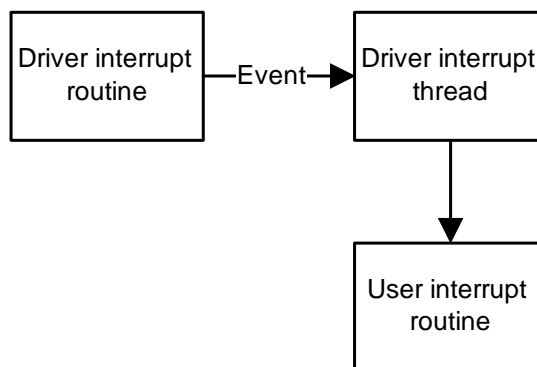 Driver interrupt
routine
Event
Driver interrupt
thread
User interrupt
routine